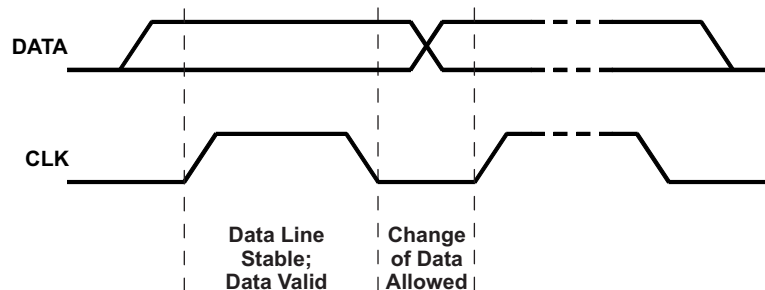 DATA
CLK
Data Line
Stable;
Data Valid
Change
of Data
Allowed